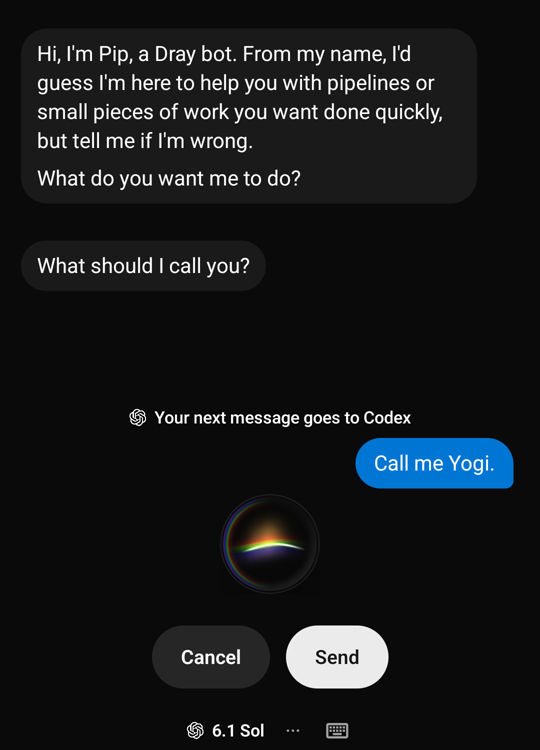 Hi, I'm Pip, a Dray bot. From my name, I'd
guess I'm here to help you with pipelines or
small pieces of work you want done quickly,
but tell me if I'm wrong.
What do you want me to do?
What should I call you?
Your next message goes to Codex
Call me Yogi.
Cancel
Send
6.1 Sol